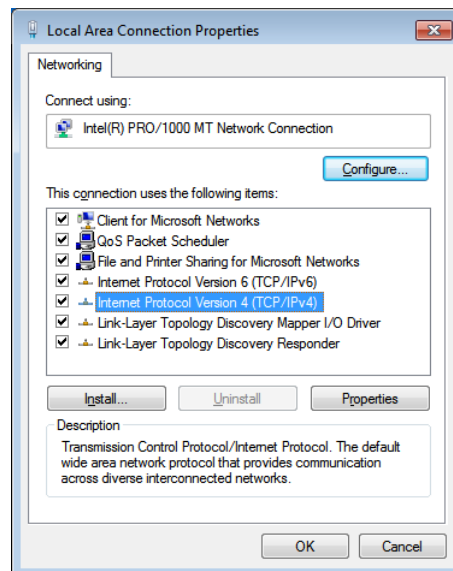 Local Area Connection Properties
Networking
Connect using:
Intel(R) PRO/1000 MT Network Connection
Configure...
This connection uses the following items:
Client for Microsoft Networks
QoS Packet Scheduler
File and Printer Sharing for Microsoft Networks
Internet Protocol Version 6 (TCP/IPv6)
Internet Protocol Version 4 (TCP/IPv4)
Link-Layer Topology Discovery Mapper I/O Driver
Link-Layer Topology Discovery Responder
Install... Uninstall Properties
Description
Transmission Control Protocol/Internet Protocol. The default
wide area network protocol that provides communication
across diverse interconnected networks.
OK Cancel